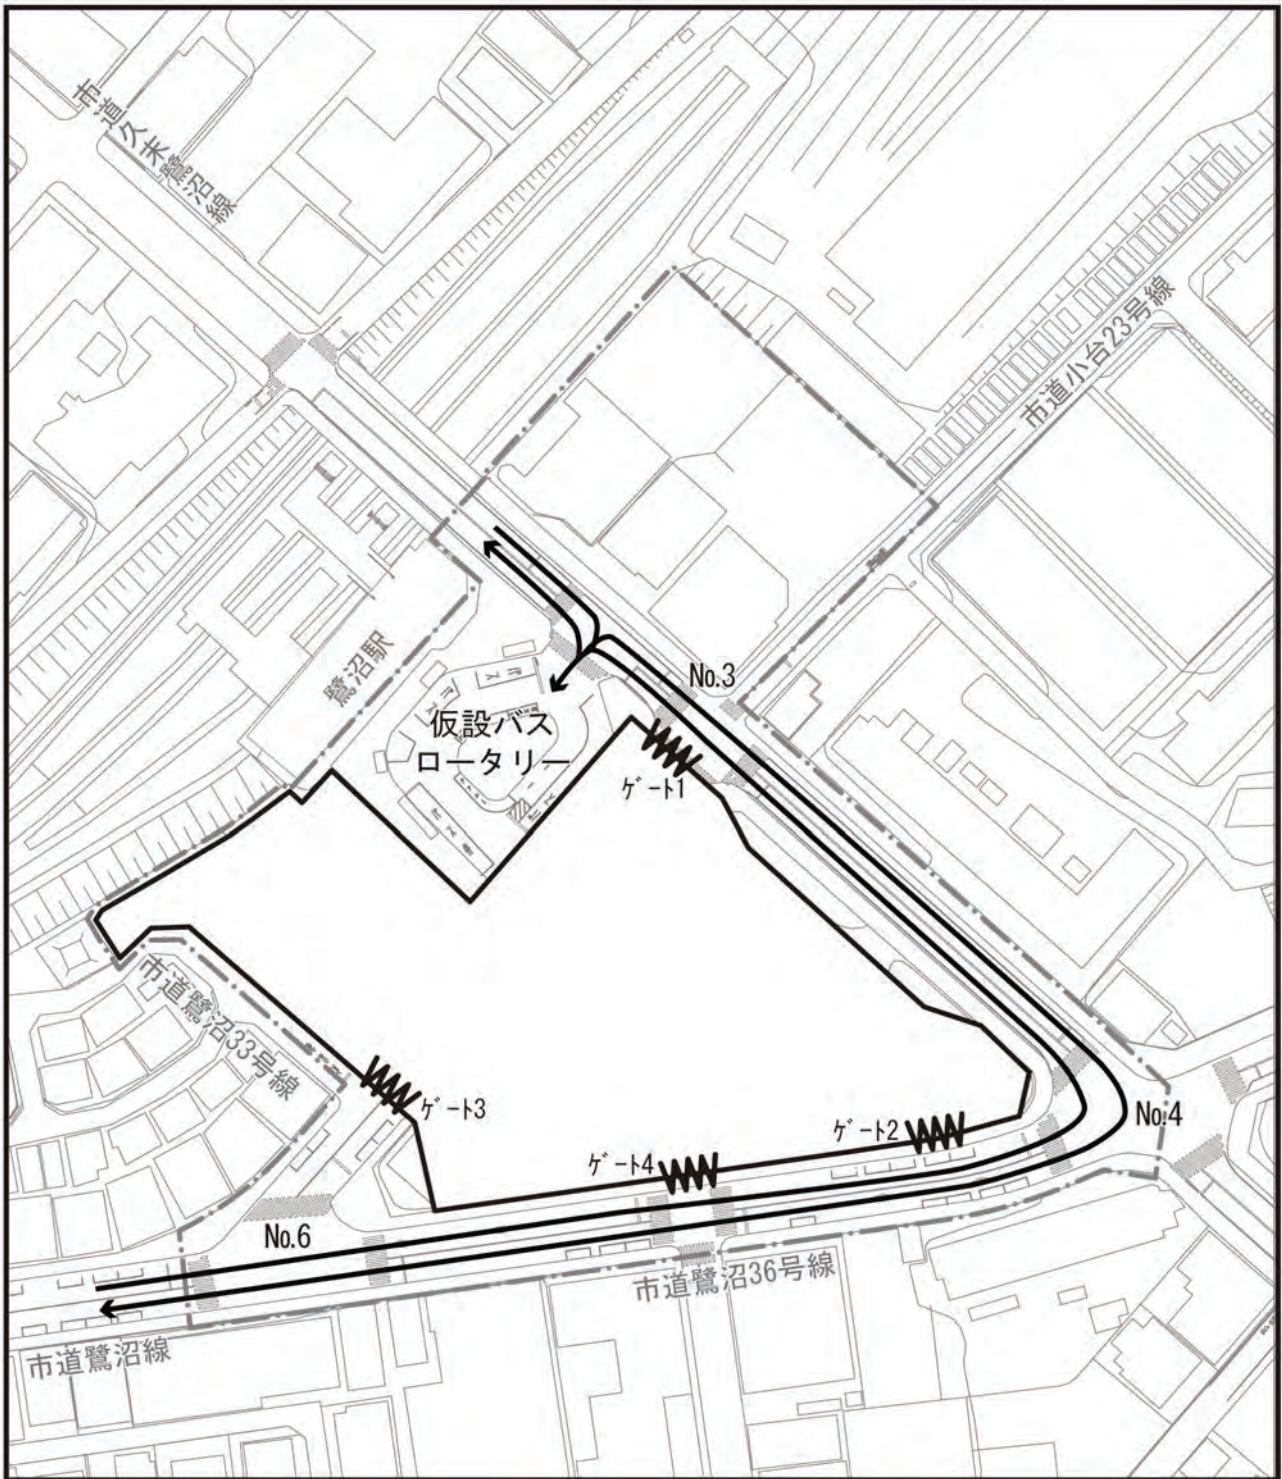 市道久末鷺沼線
市道小台23号線
鷺沼駅
No.3
仮設バス
ロータリー
ゲート1
市道鷺沼33号線
ゲート3
ゲート2
No.4
ゲート4
No.6
市道鷺沼36号線
市道鷺沼線